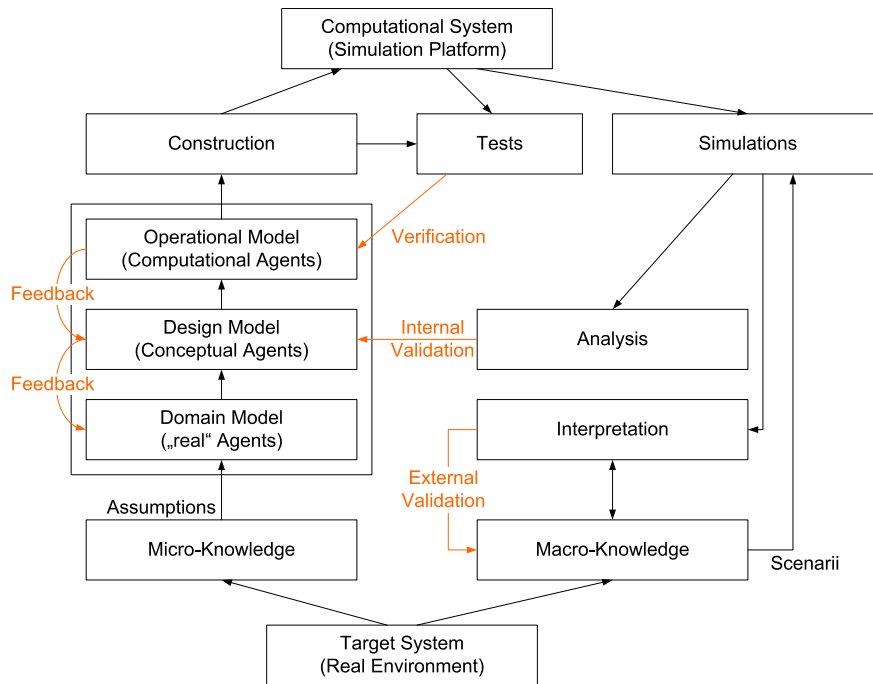 Computational System
(Simulation Platform)
Construction
Tests
Simulations
Operational Model
(Computational Agents)
Verification
Feedback
Design Model
(Conceptual Agents)
Internal
Validation
Analysis
Feedback
Domain Model
(„real“ Agents)
Interpretation
External
Validation
Assumptions
Micro-Knowledge
Macro-Knowledge
Scenarii
Target System
(Real Environment)